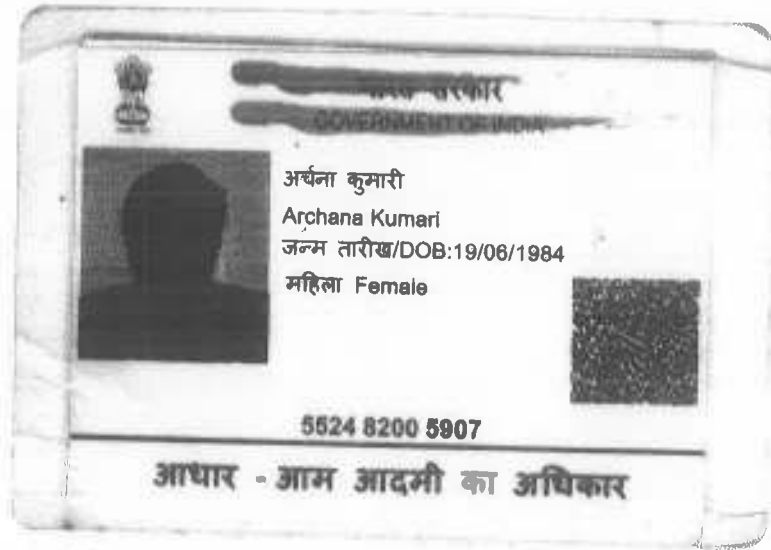 भारत सरकार
GOVERNMENT OF INDIA
अर्चना कुमारी
Archana Kumari
जन्म तारीख/DOB:19/06/1984
महिला Female
5524 8200 5907
आधार - आम आदमी का अधिकार